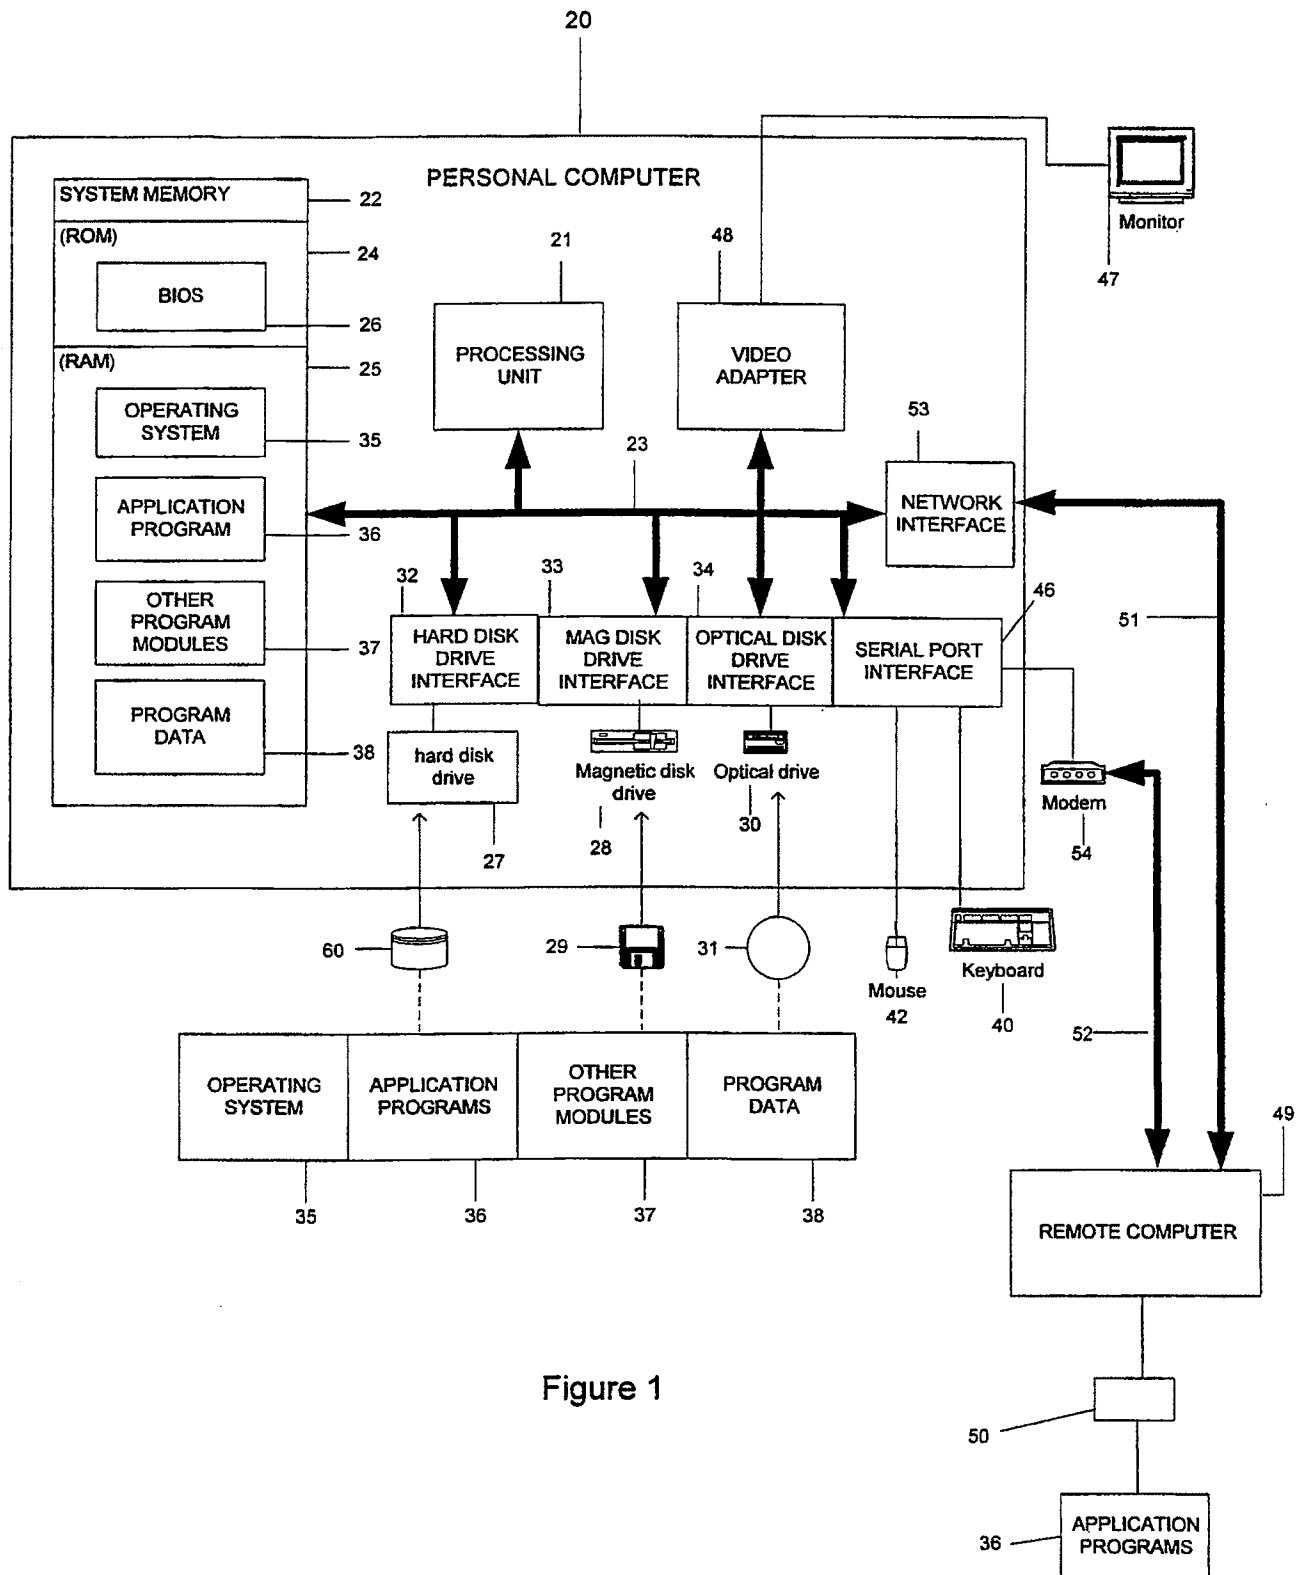 20
PERSONAL COMPUTER
SYSTEM MEMORY
22
(ROM)
24
BIOS
26
(RAM)
25
OPERATING
SYSTEM
35
APPLICATION
PROGRAM
36
OTHER
PROGRAM
MODULES
37
PROGRAM
DATA
38
21
PROCESSING
UNIT
48
VIDEO
ADAPTER
Monitor
47
23
53
NETWORK
INTERFACE
32
HARD DISK
DRIVE
INTERFACE
33
MAG DISK
DRIVE
INTERFACE
34
OPTICAL DISK
DRIVE
INTERFACE
46
SERIAL PORT
INTERFACE
51
hard disk
drive
27
Magnetic disk
drive
28
Optical drive
30
Modem
54
60
29
31
Mouse
42
Keyboard
40
52
OPERATING
SYSTEM
APPLICATION
PROGRAMS
OTHER
PROGRAM
MODULES
PROGRAM
DATA
35
36
37
38
49
REMOTE COMPUTER
50
36
APPLICATION
PROGRAMS
Figure 1